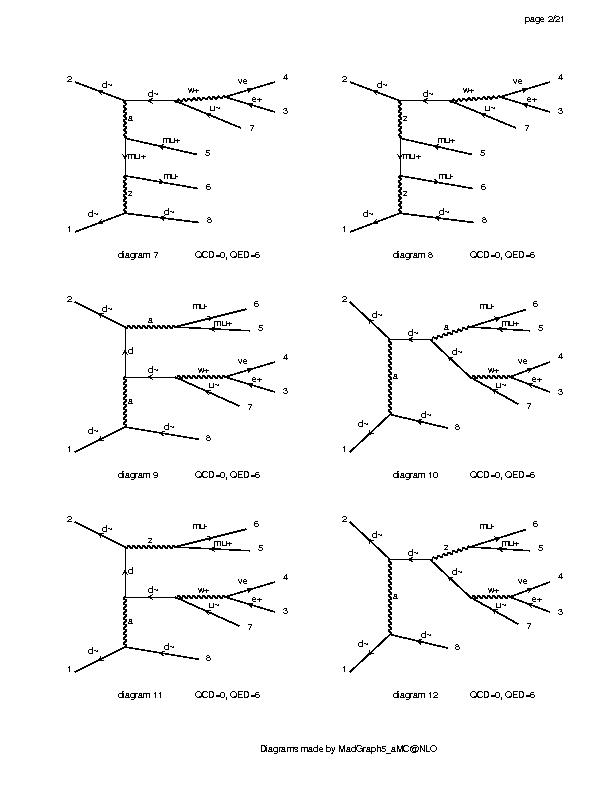 page 2/21
2 d~ d~ w+ ve 4
e+ 3
u~ 7
a
mu+ 5
mu+
mu- 6
z
1 d~ d~ 8
diagram 7 QCD=0, QED=6
2 d~ d~ w+ ve 4
e+ 3
u~ 7
z
mu+ 5
mu+
mu- 6
z
1 d~ d~ 8
diagram 8 QCD=0, QED=6
2 d~ a mu- 6
mu+ 5
d
d~ w+ ve 4
e+ 3
u~ 7
a
1 d~ d~ 8
diagram 9 QCD=0, QED=6
2 d~ d~ a mu- 6
mu+ 5
d~
w+ ve 4
e+ 3
u~ 7
a
1 d~ d~ 8
diagram 10 QCD=0, QED=6
2 d~ z mu- 6
mu+ 5
d
d~ w+ ve 4
e+ 3
u~ 7
a
1 d~ d~ 8
diagram 11 QCD=0, QED=6
2 d~ d~ z mu- 6
mu+ 5
d~
w+ ve 4
e+ 3
u~ 7
a
1 d~ d~ 8
diagram 12 QCD=0, QED=6
Diagrams made by MadGraph5_aMC@NLO